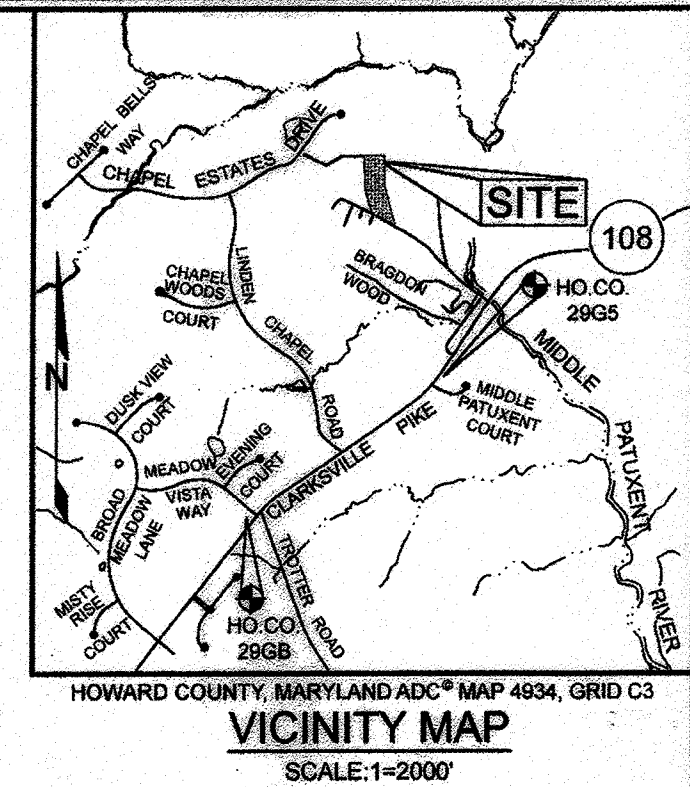 CHAPEL BELLS
WAY
CHAPEL ESTATES DRIVE
SITE
108
LINDEN CHAPEL ROAD
CHAPEL
WOODS
COURT
BRAGDON
WOOD
HO.CO.
29G5
MIDDLE PATUXENT RIVER
N
DUSK VIEW
COURT
MIDDLE
PATUXENT
COURT
CLARKSVILLE PIKE
MEADOW
VISTA
WAY
EVENING
COURT
BROAD
MEADOW
LANE
MISTY
RISE
COURT
TROTTER ROAD
HO.CO.
29GB
HOWARD COUNTY, MARYLAND ADC® MAP 4934, GRID C3
VICINITY MAP
SCALE:1=2000'